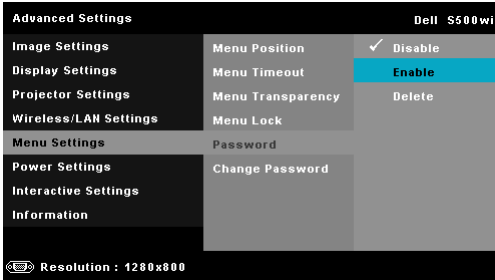 Advanced Settings
Dell S500wi
Image Settings
Display Settings
Projector Settings
Wireless/LAN Settings
Menu Settings
Power Settings
Interactive Settings
Information
Menu Position
Menu Timeout
Menu Transparency
Menu Lock
Password
Change Password
Disable
Enable
Delete
Resolution : 1280x800